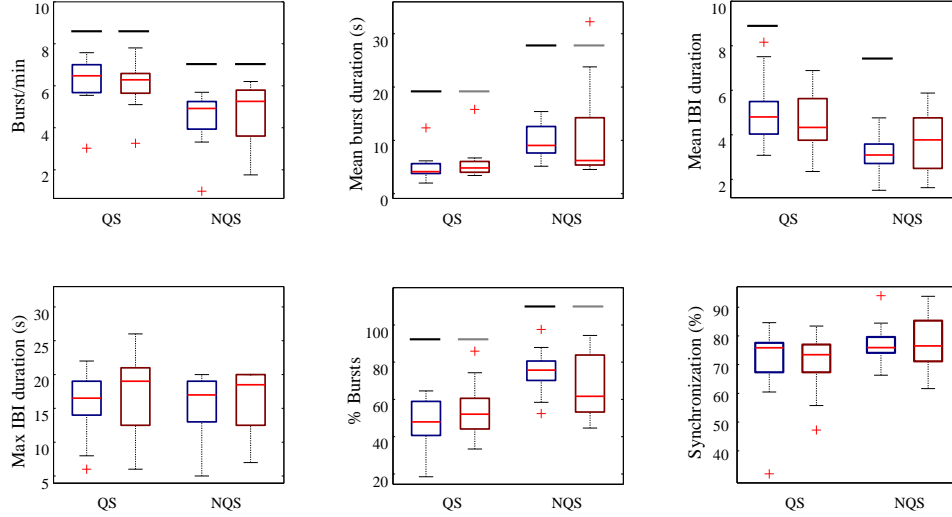 Burst/min
8
6
4
2
QS
NQS
Mean burst duration (s)
30
20
10
0
QS
NQS
Mean IBI duration
8
6
4
2
QS
NQS
Max IBI duration (s)
30
25
20
15
10
5
QS
NQS
% Bursts
100
80
60
40
20
QS
NQS
Synchronization (%)
90
80
70
60
50
40
QS
NQS